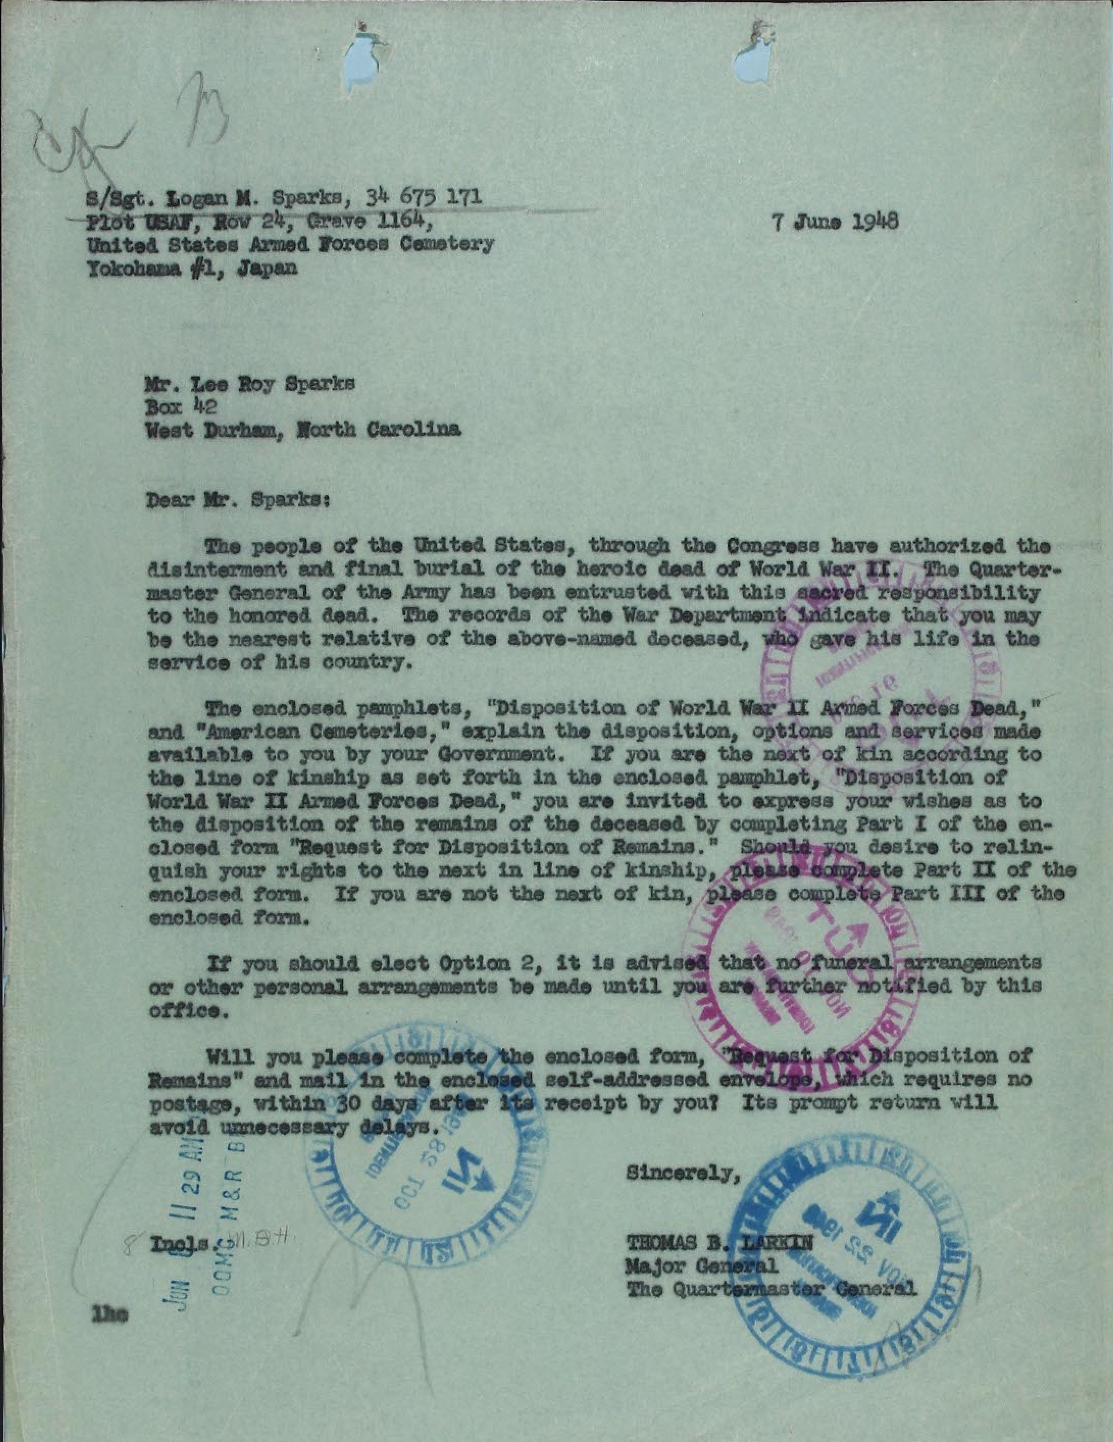 S/Sgt. Logan M. Sparks, 34 675 171
Plot USAF, Row 24, Grave 1164,
United States Armed Forces Cemetery
Yokohama #1, Japan
7 June 1948
Mr. Lee Roy Sparks
Box 42
West Durham, North Carolina
Dear Mr. Sparks:
The people of the United States, through the Congress have authorized the
disinterment and final burial of the heroic dead of World War II. The Quarter-
master General of the Army has been entrusted with this sacred responsibility
to the honored dead. The records of the War Department indicate that you may
be the nearest relative of the above-named deceased, who gave his life in the
service of his country.
The enclosed pamphlets, "Disposition of World War II Armed Forces Dead,"
and "American Cemeteries," explain the disposition, options and services made
available to you by your Government. If you are the next of kin according to
the line of kinship as set forth in the enclosed pamphlet, "Disposition of
World War II Armed Forces Dead," you are invited to express your wishes as to
the disposition of the remains of the deceased by completing Part I of the en-
closed form "Request for Disposition of Remains." Should you desire to relin-
quish your rights to the next in line of kinship, please complete Part II of the
enclosed form. If you are not the next of kin, please complete Part III of the
enclosed form.
If you should elect Option 2, it is advised that no funeral arrangements
or other personal arrangements be made until you are further notified by this
office.
Will you please complete the enclosed form, "Request for Disposition of
Remains" and mail in the enclosed self-addressed envelope, which requires no
postage, within 30 days after its receipt by you? Its prompt return will
avoid unnecessary delays.
Sincerely,
Incls.
THOMAS B. LARKIN
Major General
The Quartermaster General
lhc
11 29 AM
M&R B
OCT 28
IN
OUT
IN
NOV 22 1948